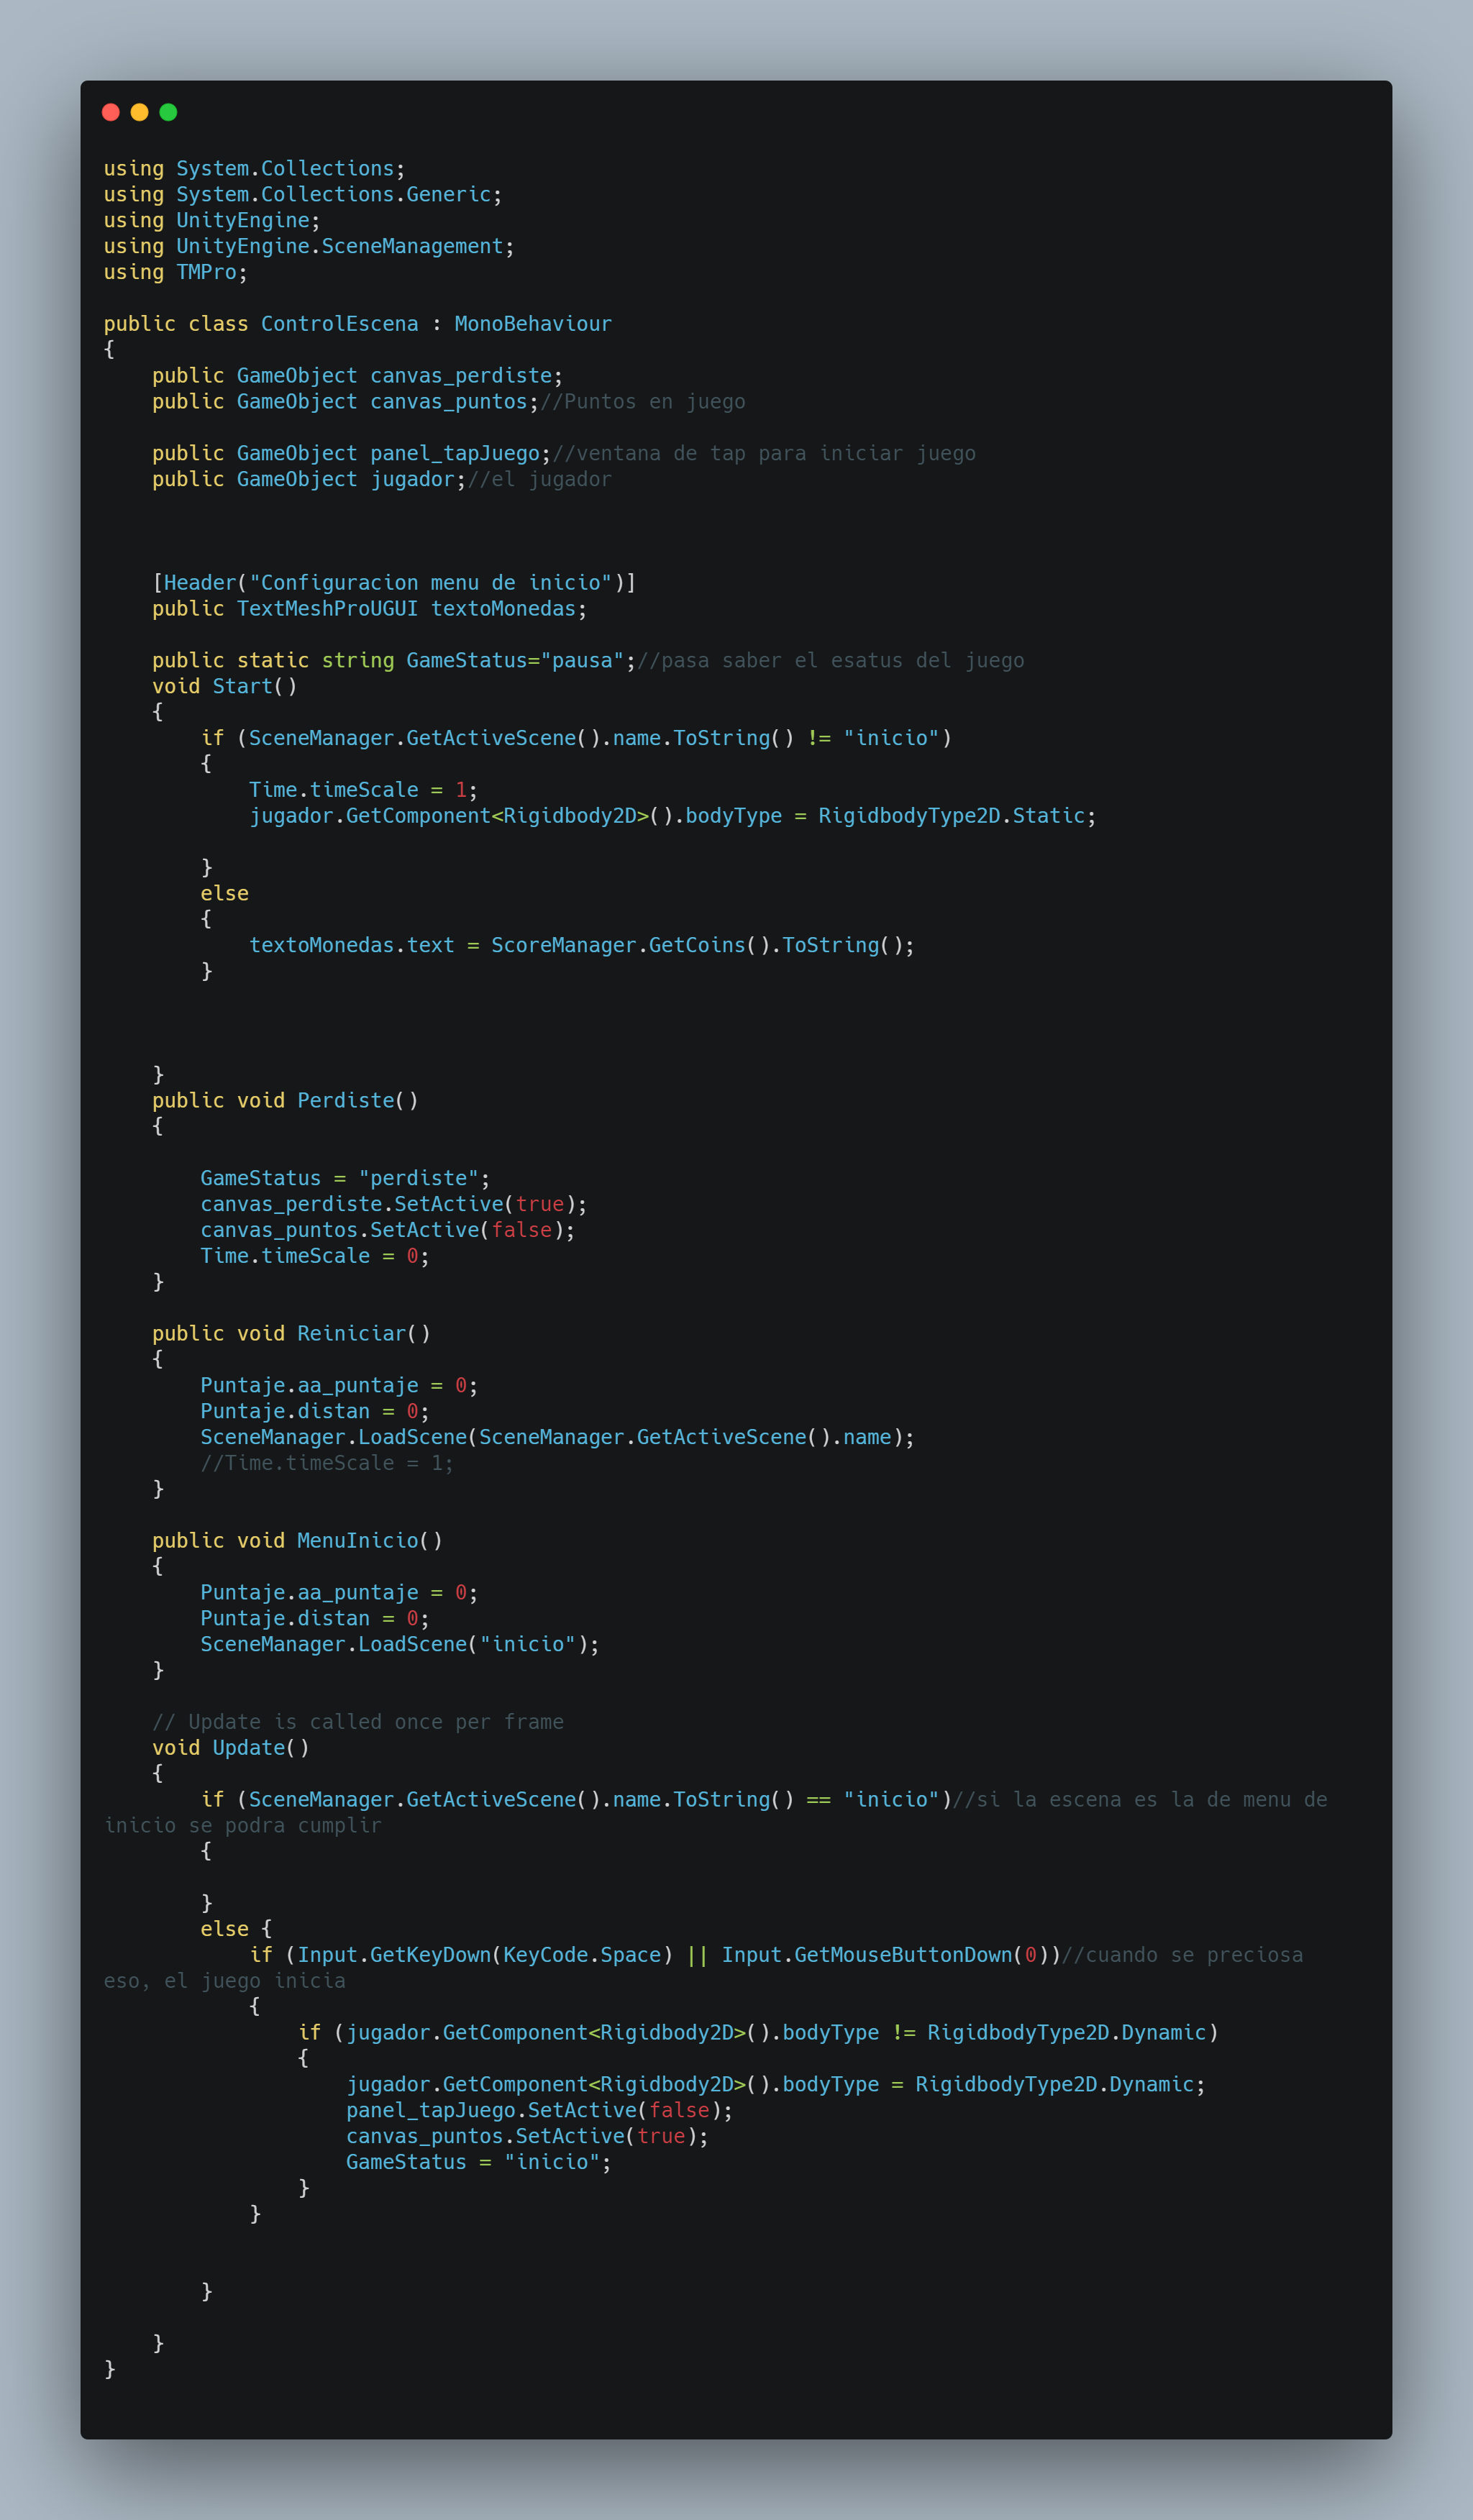 using System.Collections;
using System.Collections.Generic;
using UnityEngine;
using UnityEngine.SceneManagement;
using TMPro;

public class ControlEscena : MonoBehaviour
{
    public GameObject canvas_perdiste;
    public GameObject canvas_puntos;//Puntos en juego

    public GameObject panel_tapJuego;//ventana de tap para iniciar juego
    public GameObject jugador;//el jugador

    [Header("Configuracion menu de inicio")]
    public TextMeshProUGUI textoMonedas;

    public static string GameStatus="pausa";//pasa saber el esatus del juego
    void Start()
    {
        if (SceneManager.GetActiveScene().name.ToString() != "inicio")
        {
            Time.timeScale = 1;
            jugador.GetComponent<Rigidbody2D>().bodyType = RigidbodyType2D.Static;

        }
        else
        {
            textoMonedas.text = ScoreManager.GetCoins().ToString();
        }

    }
    public void Perdiste()
    {

        GameStatus = "perdiste";
        canvas_perdiste.SetActive(true);
        canvas_puntos.SetActive(false);
        Time.timeScale = 0;
    }

    public void Reiniciar()
    {
        Puntaje.aa_puntaje = 0;
        Puntaje.distan = 0;
        SceneManager.LoadScene(SceneManager.GetActiveScene().name);
        //Time.timeScale = 1;
    }

    public void MenuInicio()
    {
        Puntaje.aa_puntaje = 0;
        Puntaje.distan = 0;
        SceneManager.LoadScene("inicio");
    }

    // Update is called once per frame
    void Update()
    {
        if (SceneManager.GetActiveScene().name.ToString() == "inicio")//si la escena es la de menu de
inicio se podra cumplir
        {

        }
        else {
            if (Input.GetKeyDown(KeyCode.Space) || Input.GetMouseButtonDown(0))//cuando se preciosa
eso, el juego inicia
            {
                if (jugador.GetComponent<Rigidbody2D>().bodyType != RigidbodyType2D.Dynamic)
                {
                    jugador.GetComponent<Rigidbody2D>().bodyType = RigidbodyType2D.Dynamic;
                    panel_tapJuego.SetActive(false);
                    canvas_puntos.SetActive(true);
                    GameStatus = "inicio";
                }
            }

        }

    }
}